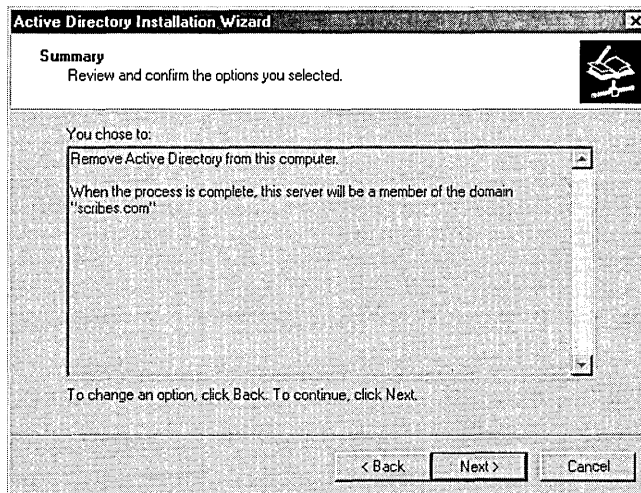 Active Directory Installation Wizard
Summary
Review and confirm the options you selected.
You chose to:
Remove Active Directory from this computer.
When the process is complete, this server will be a member of the domain
"scribes.com"
To change an option, click Back. To continue, click Next.
< Back
Next >
Cancel